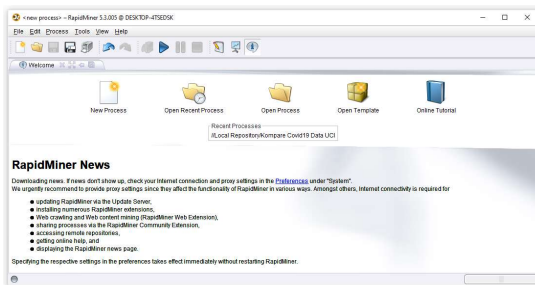 <new process> – RapidMiner 5.3.005 @ DESKTOP-4TSEDSK
File Edit Process Tools View Help
Welcome
New Process Open Recent Process Open Process Open Template Online Tutorial
Recent Processes
//Local Repository/Kompare Covid19 Data UCI
RapidMiner News
Downloading news. If news don't show up, check your Internet connection and proxy settings in the Preferences under "System".
We urgently recommend to provide proxy settings since they affect the functionality of RapidMiner in various ways. Amongst others, Internet connectivity is required for
● updating RapidMiner via the Update Server,
● installing numerous RapidMiner extensions,
● Web crawling and Web content mining (RapidMiner Web Extension),
● sharing processes via the RapidMiner Community Extension,
● accessing remote repositories,
● getting online help, and
● displaying the RapidMiner news page.
Specifying the respective settings in the preferences takes effect immediately without restarting RapidMiner.